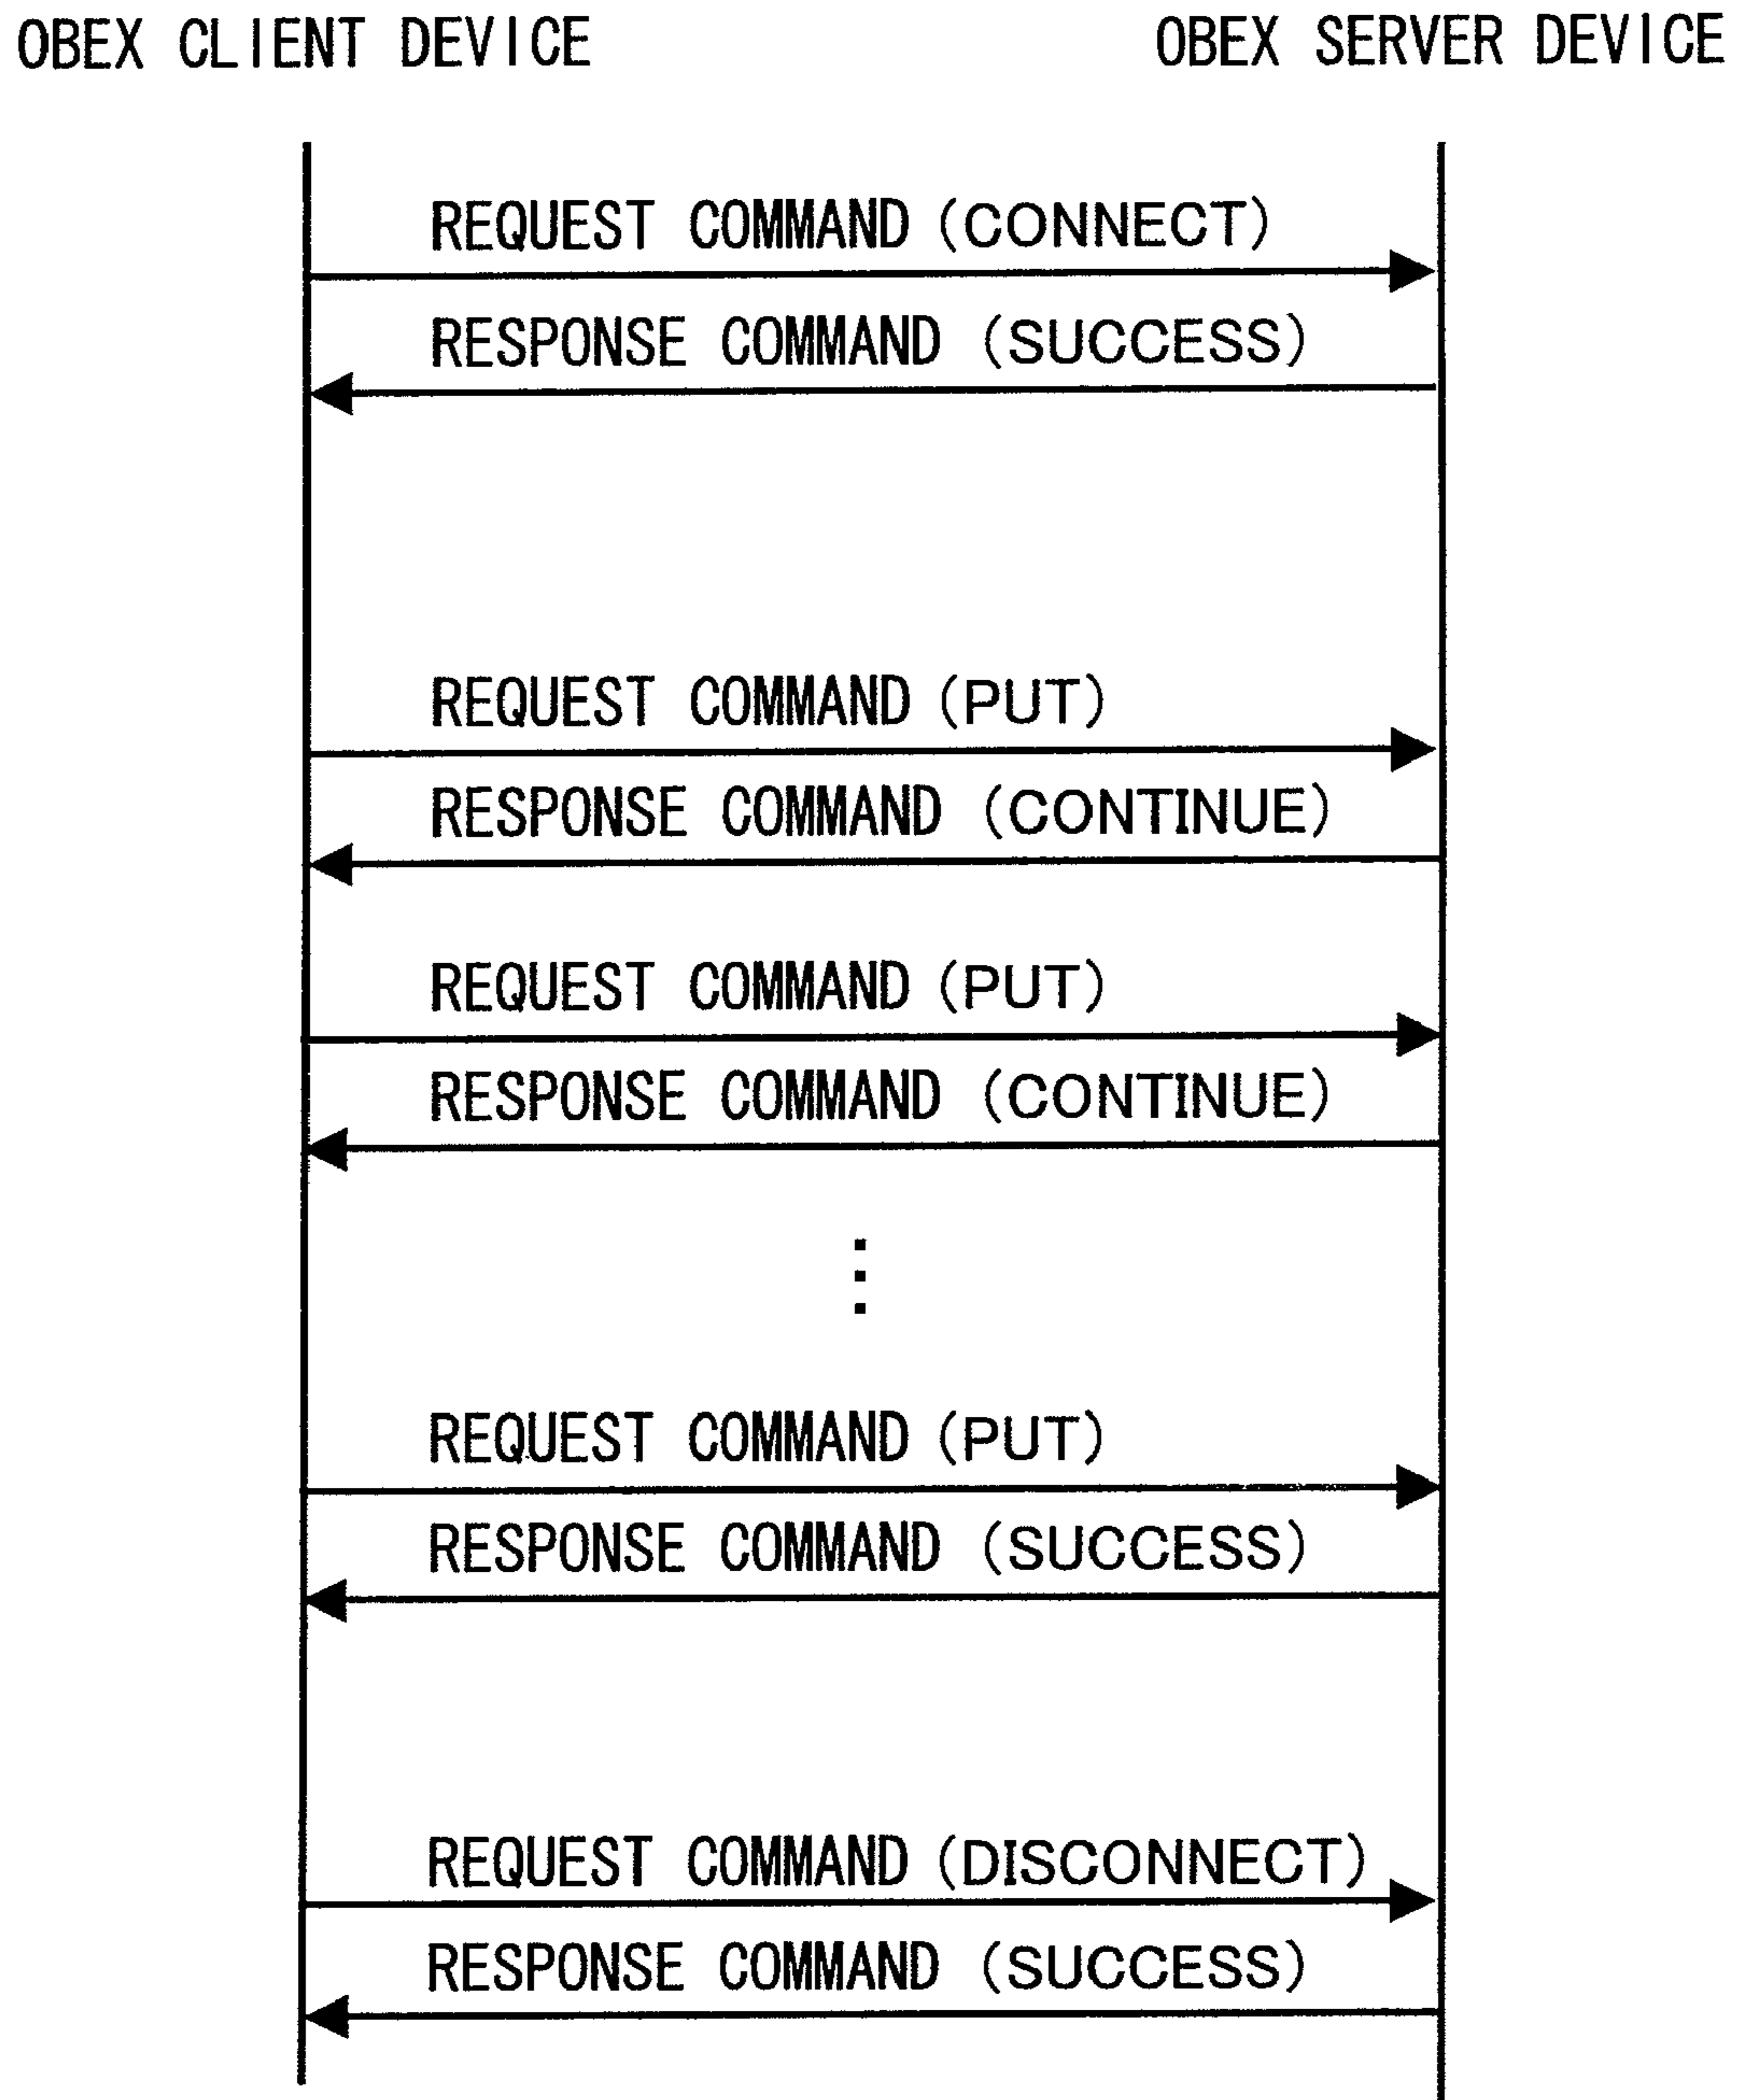 OBEX CLIENT DEVICE OBEX SERVER DEVICE
REQUEST COMMAND (CONNECT)
RESPONSE COMMAND (SUCCESS)
REQUEST COMMAND (PUT)
RESPONSE COMMAND (CONTINUE)
REQUEST COMMAND (PUT)
RESPONSE COMMAND (CONTINUE)
REQUEST COMMAND (PUT)
RESPONSE COMMAND (SUCCESS)
REQUEST COMMAND (DISCONNECT)
RESPONSE COMMAND (SUCCESS)